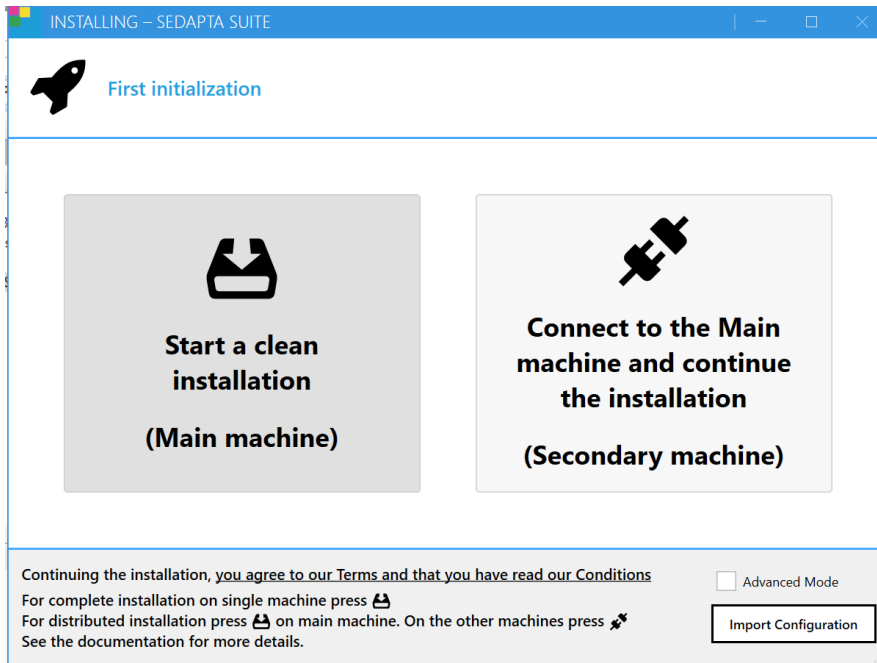 INSTALLING – SEDAPTA SUITE
First initialization
Start a clean
installation
(Main machine)
Connect to the Main
machine and continue
the installation
(Secondary machine)
Continuing the installation, you agree to our Terms and that you have read our Conditions
For complete installation on single machine press
For distributed installation press on main machine. On the other machines press
See the documentation for more details.
Advanced Mode
Import Configuration